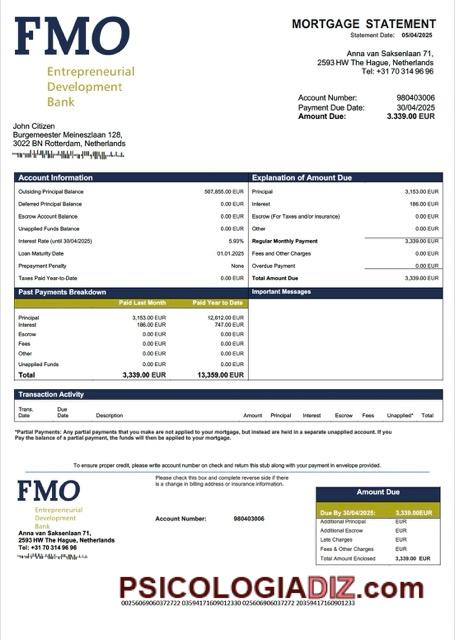 FMO
Entrepreneurial
Development
Bank
MORTGAGE STATEMENT
Statement Date: 05/04/2025
Anna van Saksenlaan 71,
2593 HW The Hague, Netherlands
Tel: +31 70 314 96 96
Account Number: 980403006
Payment Due Date: 30/04/2025
Amount Due: 3.339.00 EUR
John Citizen
Burgemeester Meineszlaan 128,
3022 BN Rotterdam, Netherlands
Account Information
Outsiding Principal Balance 507,855.00 EUR
Deferred Principal Balance 0.00 EUR
Escrow Account Balance 0.00 EUR
Unapplied Funds Balance 0.00 EUR
Interest Rate (until 30/04/2025) 5.93%
Loan Maturity Date 01.01.2025
Prepayment Penalty None
Taxes Paid Year-to-Date 0.00 EUR
Explanation of Amount Due
Principal 3,153.00 EUR
Interest 186.00 EUR
Escrow (For Taxes and/or Insurance) 0.00 EUR
Other 0.00 EUR
Regular Monthly Payment 3,339.00 EUR
Fees and Other Charges 0.00 EUR
Overdue Payment 0.00 EUR
Total Amount Due 3,339.00 EUR
Past Payments Breakdown
Paid Last Month Paid Year to Date
Principal 3,153.00 EUR 12,612.00 EUR
Interest 186.00 EUR 747.00 EUR
Escrow 0.00 EUR 0.00 EUR
Fees 0.00 EUR 0.00 EUR
Other 0.00 EUR 0.00 EUR
Unapplied Funds 0.00 EUR 0.00 EUR
Total 3,339.00 EUR 13,359.00 EUR
Important Messages
Transaction Activity
Trans. Date Due Date Description Amount Principal Interest Escrow Fees Unapplied* Total
*Partial Payments: Any partial payments that you make are not applied to your mortgage, but instead are held in a separate unapplied account. If you
Pay the balance of a partial payment, the funds will then be applied to your mortgage.
To ensure proper credit, please write account number on check and return this stub along with your payment in envelope provided.
FMO
Entrepreneurial
Development
Bank
Anna van Saksenlaan 71,
2593 HW The Hague, Netherlands
Tel: +31 70 314 96 96
Please check this box and complete reverse side if there
is a change in billing address or insurance information.
Account Number: 980403006
Amount Due
Due By 30/04/2025: 3,339.00EUR
Additional Principal EUR
Additional Escrow EUR
Late Charges EUR
Fees & Other Charges EUR
Total Amount Enclosed 3,339.00 EUR
PSICOLOGIADIZ.com